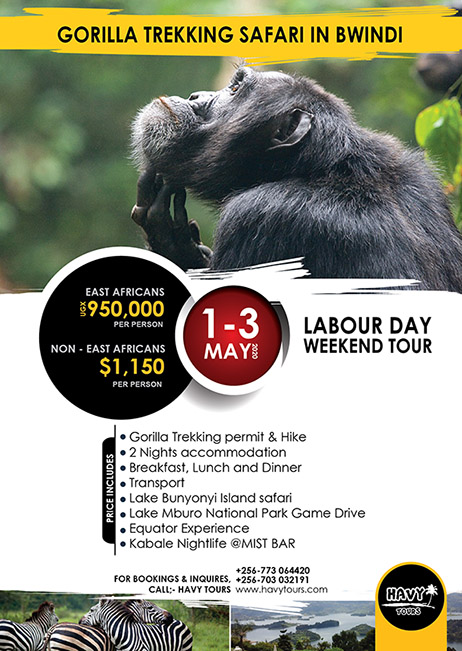 GORILLA TREKKING SAFARI IN BWINDI
EAST AFRICANS
UGX 950,000
PER PERSON
NON - EAST AFRICANS
$1,150
PER PERSON
1-3
MAY 2020
LABOUR DAY
WEEKEND TOUR
PRICE INCLUDES
• Gorilla Trekking permit & Hike
• 2 Nights accommodation
• Breakfast, Lunch and Dinner
• Transport
• Lake Bunyonyi Island safari
• Lake Mburo National Park Game Drive
• Equator Experience
• Kabale Nightlife @MIST BAR
FOR BOOKINGS & INQUIRES,
CALL;- HAVY TOURS
+256-773 064420
+256-703 032191
www.havytours.com
HAVY
TOURS